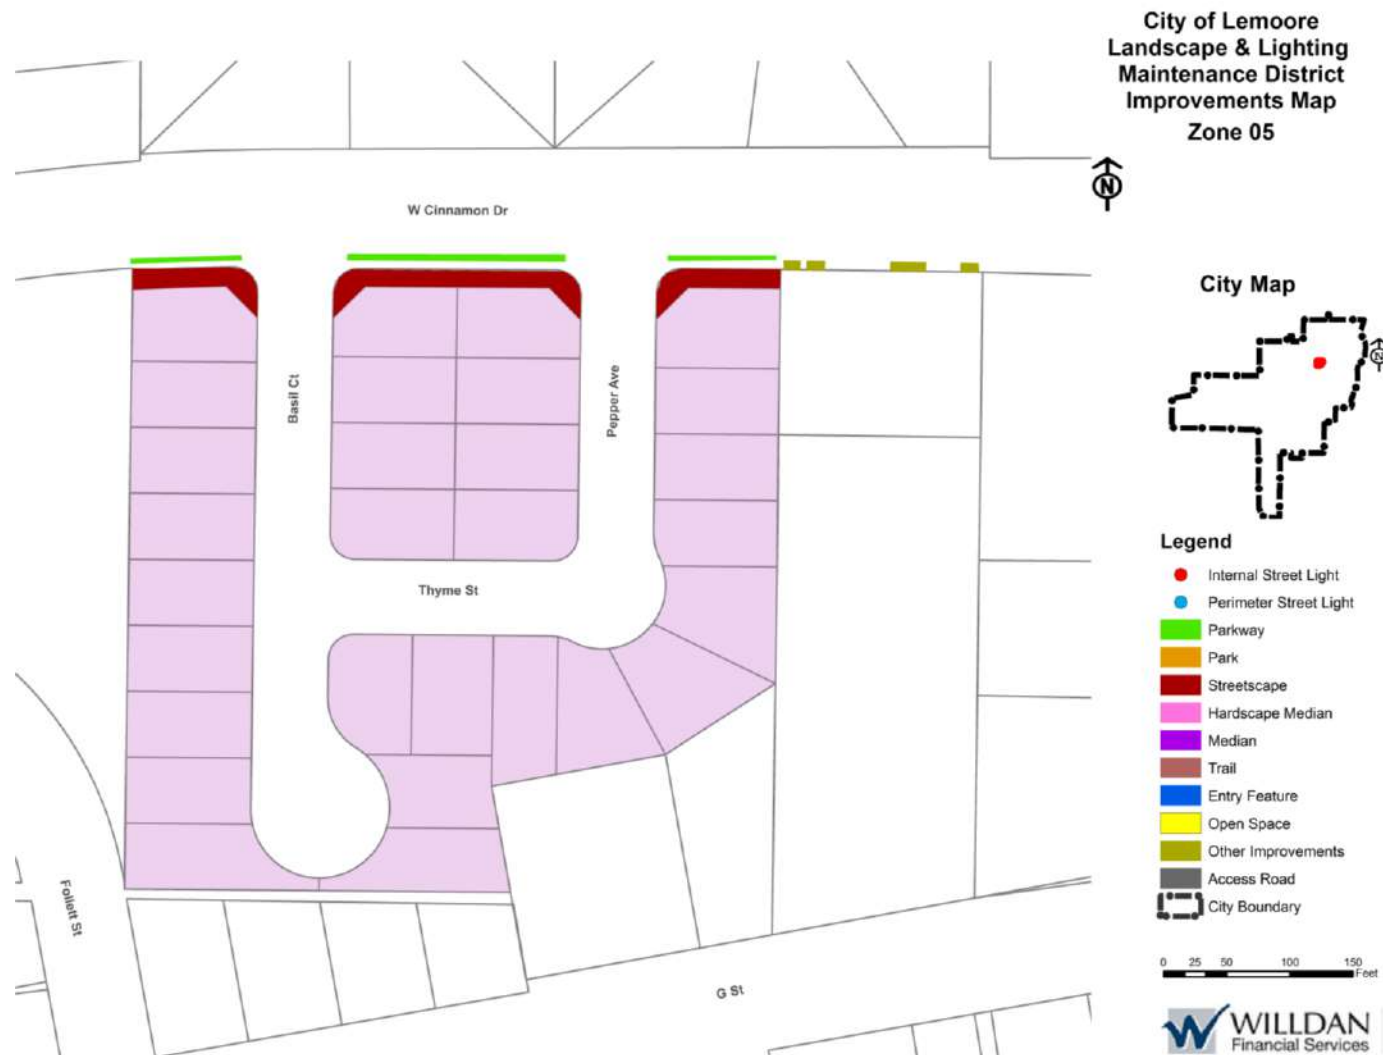 City of Lemoore
Landscape & Lighting
Maintenance District
Improvements Map
Zone 05
N
W Cinnamon Dr
Basil Ct
Pepper Ave
Thyme St
Follett St
G St
City Map
N
Legend
Internal Street Light
Perimeter Street Light
Parkway
Park
Streetscape
Hardscape Median
Median
Trail
Entry Feature
Open Space
Other Improvements
Access Road
City Boundary
0 25 50 100 150
Feet
WILLDAN
Financial Services